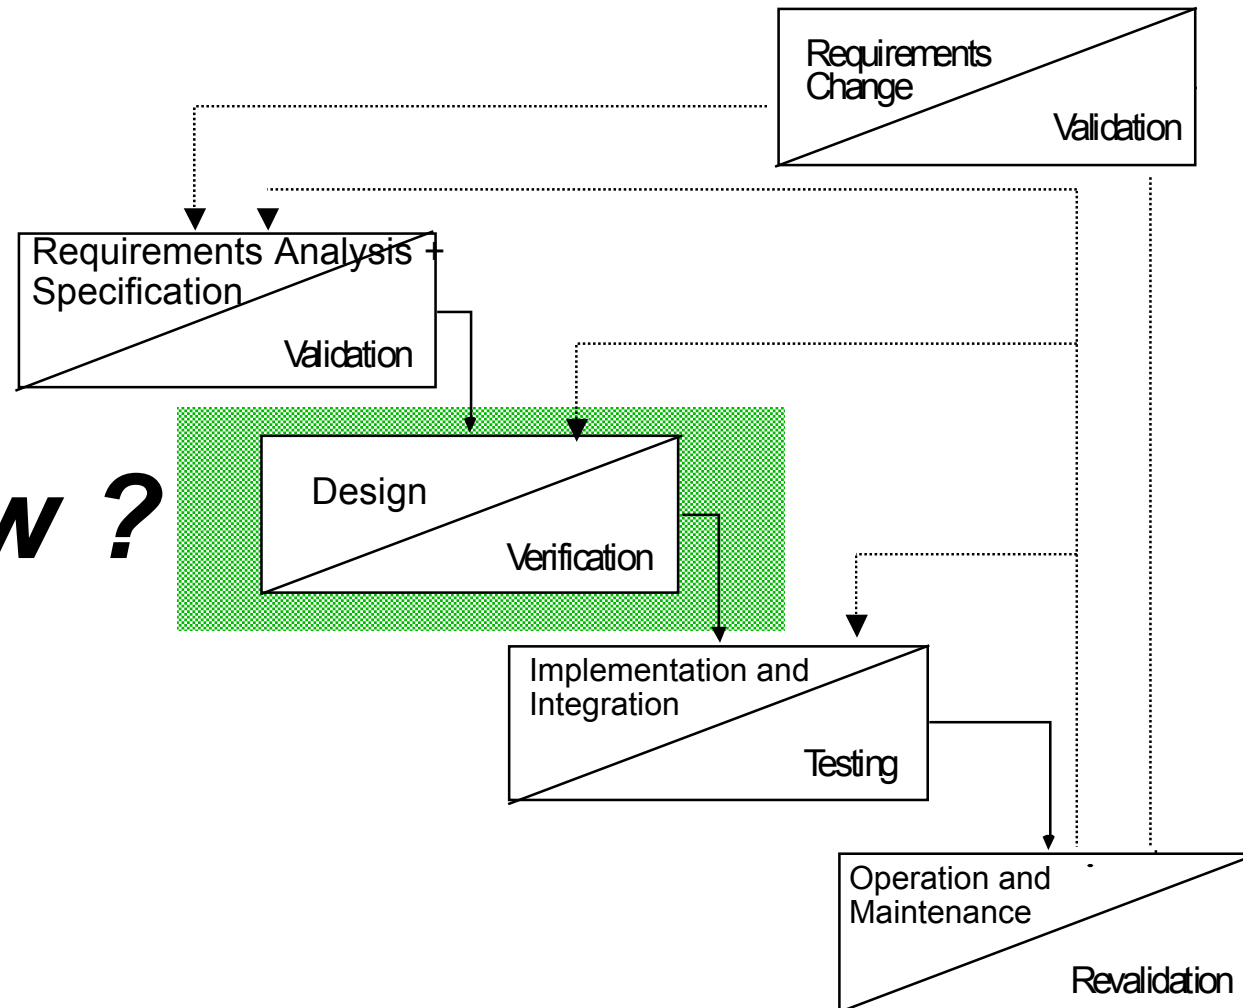 Requirements
Change
Validation
Requirements Analysis +
Specification
Validation
w ?
Design
Verification
Implementation and
Integration
Testing
Operation and
Maintenance
Revalidation